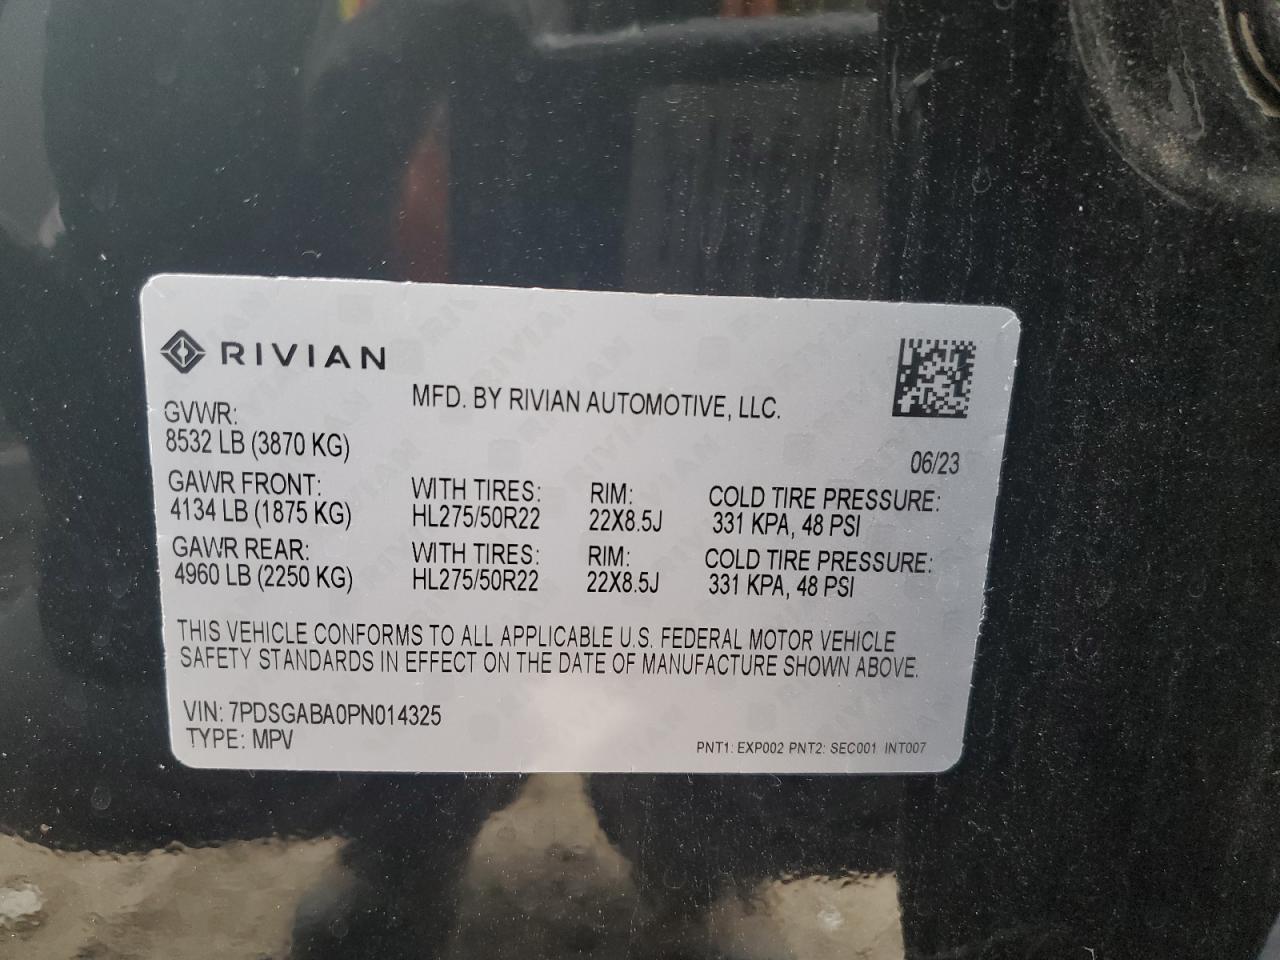 RIVIAN
MFD. BY RIVIAN AUTOMOTIVE, LLC.
GVWR:
8532 LB (3870 KG)
06/23
GAWR FRONT: WITH TIRES: RIM: COLD TIRE PRESSURE:
4134 LB (1875 KG) HL275/50R22 22X8.5J 331 KPA, 48 PSI
GAWR REAR: WITH TIRES: RIM: COLD TIRE PRESSURE:
4960 LB (2250 KG) HL275/50R22 22X8.5J 331 KPA, 48 PSI
THIS VEHICLE CONFORMS TO ALL APPLICABLE U.S. FEDERAL MOTOR VEHICLE
SAFETY STANDARDS IN EFFECT ON THE DATE OF MANUFACTURE SHOWN ABOVE.
VIN: 7PDSGABA0PN014325
TYPE: MPV
PNT1: EXP002 PNT2: SEC001 INT007